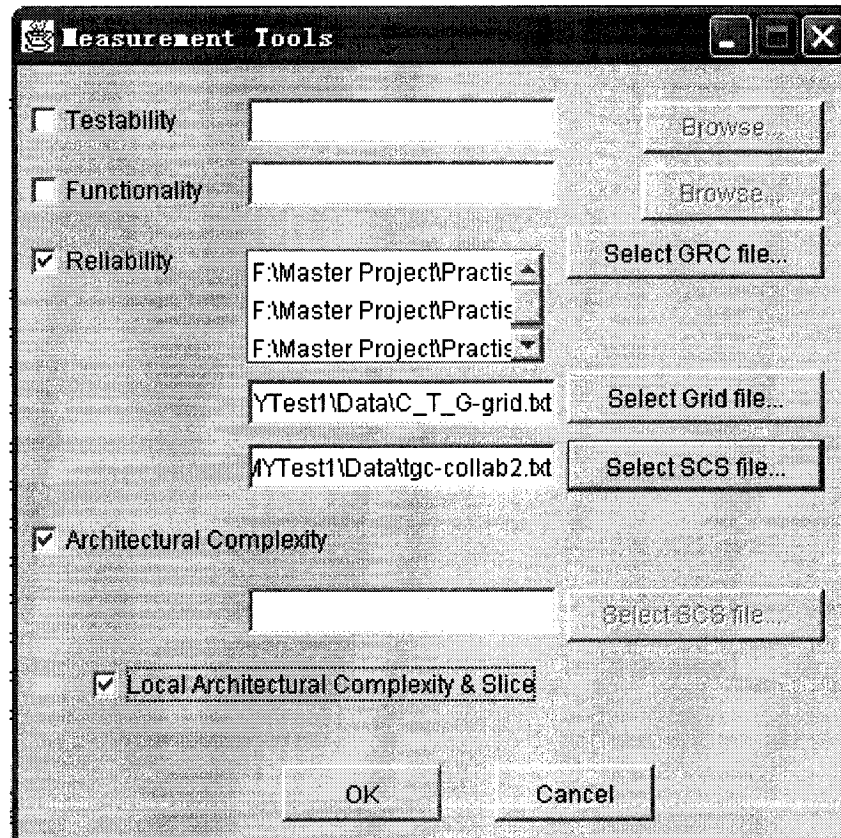 Measurement Tools
Testability Browse...
Functionality Browse...
Reliability Select GRC file...
F:\Master Project\Practis
F:\Master Project\Practis
F:\Master Project\Practis
YTest1\Data\C_T_G-grid.txt Select Grid file...
MYTest1\Data\tgc-collab2.txt Select SCS file...
Architectural Complexity
Select SCS file...
Local Architectural Complexity & Slice
OK Cancel